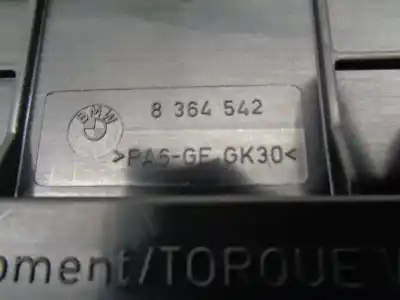 BMW
8 364 542
>PA6-GF GK30<
oment/TORQUE